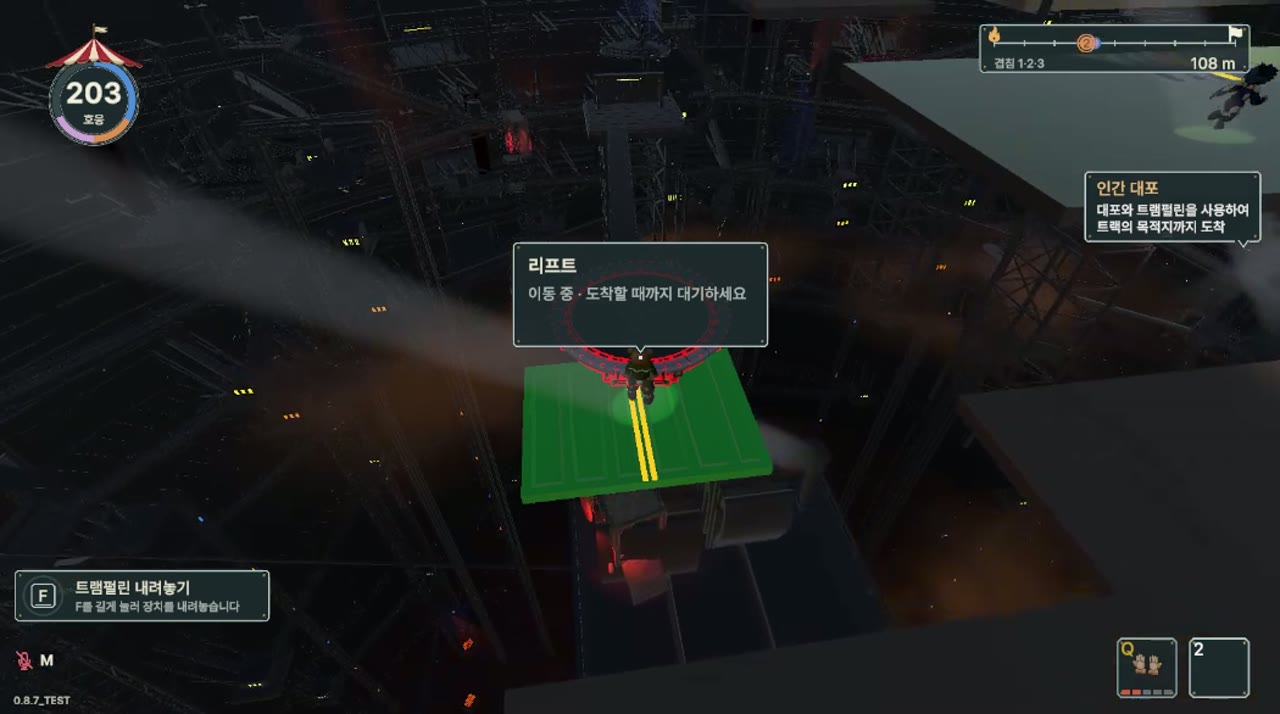 203
호응
2
겹침 1·2·3
108 m
인간 대포
대포와 트램펄린을 사용하여
트랙의 목적지까지 도착
리프트
이동 중 · 도착할 때까지 대기하세요
F
트램펄린 내려놓기
F를 길게 눌러 장치를 내려놓습니다
M
0.8.7_TEST
Q
2